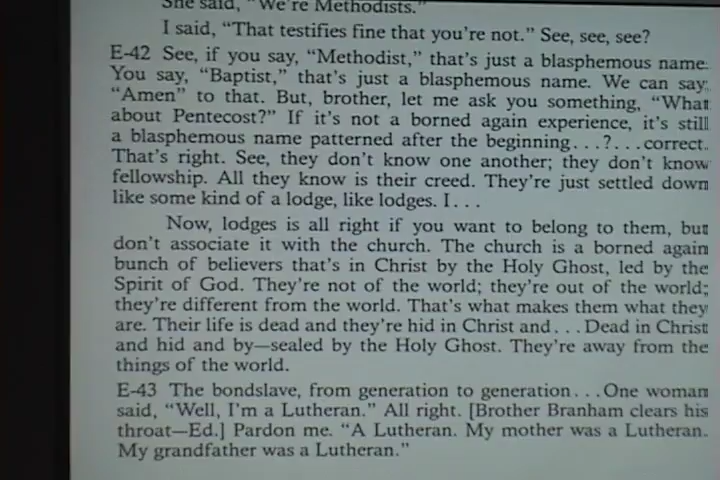 She said, "We're Methodists."
I said, "That testifies fine that you're not." See, see, see?
E-42 See, if you say, "Methodist," that's just a blasphemous name.
You say, "Baptist," that's just a blasphemous name. We can say,
"Amen" to that. But, brother, let me ask you something, "What
about Pentecost?" If it's not a borned again experience, it's still
a blasphemous name patterned after the beginning...?...correct.
That's right. See, they don't know one another; they don't know
fellowship. All they know is their creed. They're just settled down
like some kind of a lodge, like lodges. I...
Now, lodges is all right if you want to belong to them, but
don't associate it with the church. The church is a borned again
bunch of believers that's in Christ by the Holy Ghost, led by the
Spirit of God. They're not of the world; they're out of the world;
they're different from the world. That's what makes them what they
are. Their life is dead and they're hid in Christ and...Dead in Christ
and hid and by—sealed by the Holy Ghost. They're away from the
things of the world.
E-43 The bondslave, from generation to generation...One woman
said, "Well, I'm a Lutheran." All right. [Brother Branham clears his
throat—Ed.] Pardon me. "A Lutheran. My mother was a Lutheran.
My grandfather was a Lutheran."